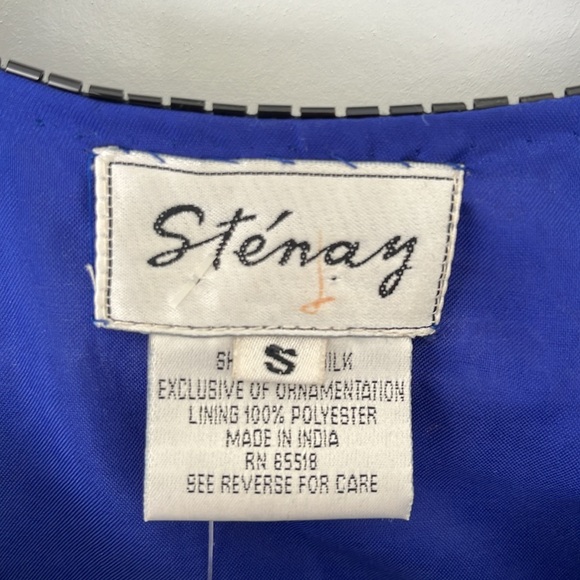 Sténay
S
EXCLUSIVE OF ORNAMENTATION
LINING 100% POLYESTER
MADE IN INDIA
RN 65518
SEE REVERSE FOR CARE